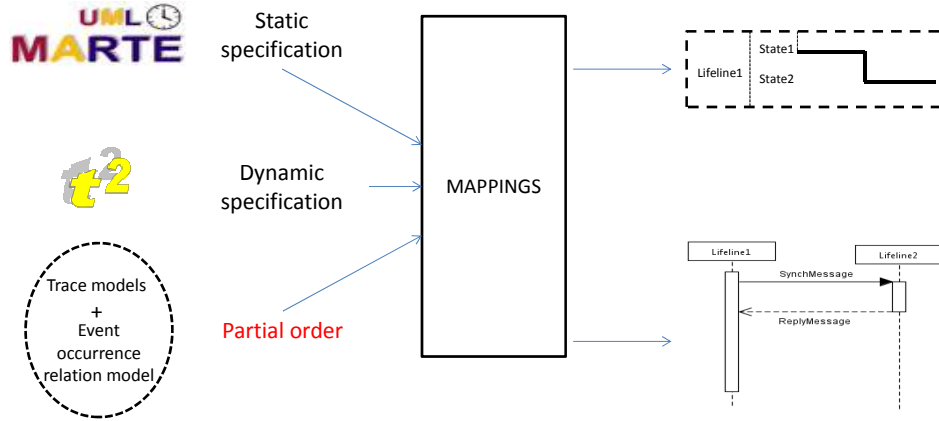 UML
MARTE
Static
specification
t2
Dynamic
specification
Trace models
+
Event
occurrence
relation model
Partial order
MAPPINGS
Lifeline1
State1
State2
Lifeline1
Lifeline2
SynchMessage
ReplyMessage